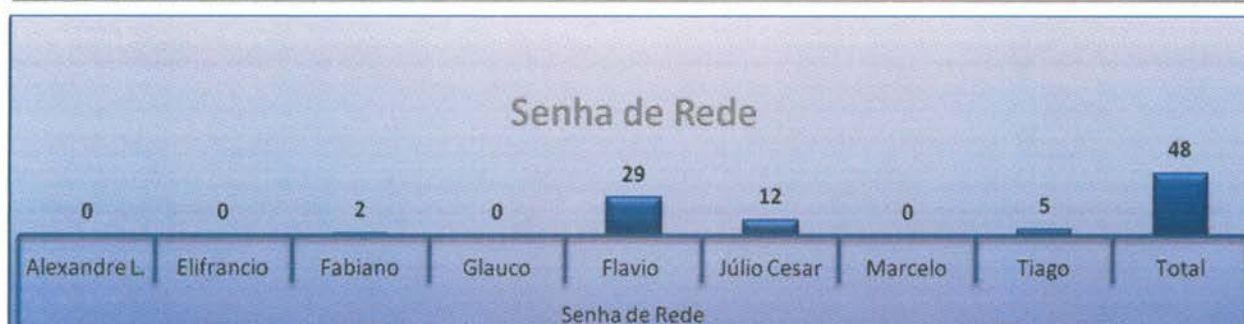 Senha de Rede
48
29
12
0 0 2 0 0 5
Alexandre L. Elifrancio Fabiano Glauco Flavio Júlio Cesar Marcelo Tiago Total
Senha de Rede